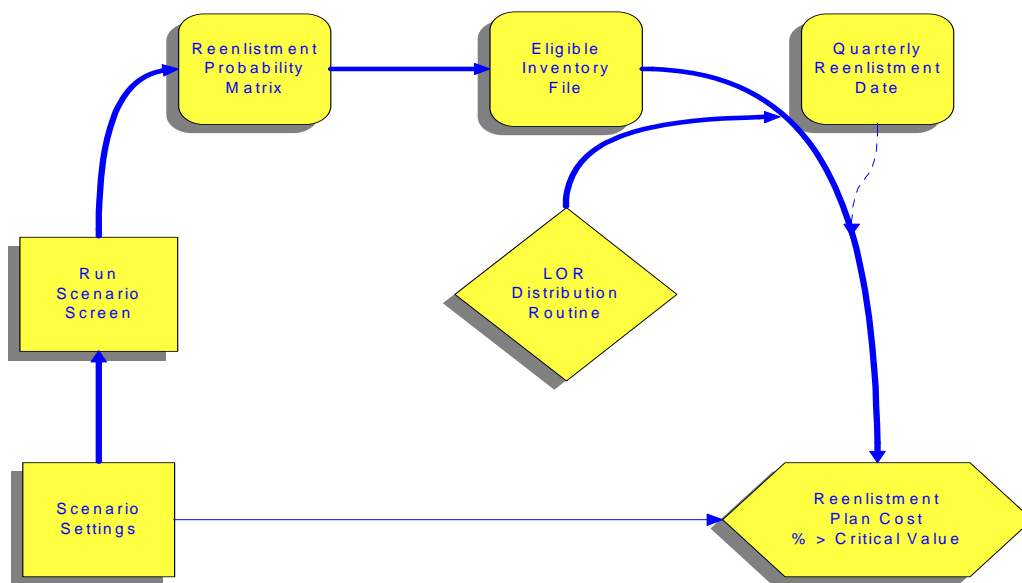 Reenlistment
Probability
Matrix
Eligible
Inventory
File
Quarterly
Reenlistment
Date
Run
Scenario
Screen
LOR
Distribution
Routine
Scenario
Settings
Reenlistment
Plan Cost
% > Critical Value